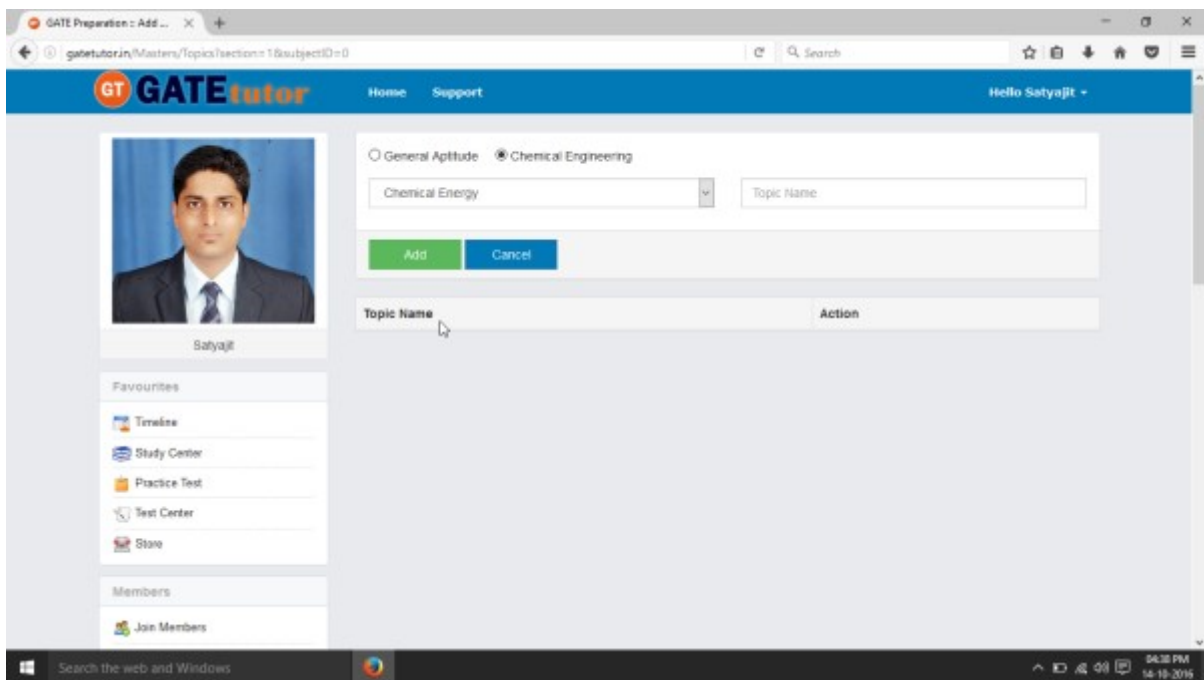 GATE Preparation :: Add ...
gatetutor.in/Masters/Topics?section=1&subjectID=0
Search
GT GATEtutor
Home Support
Hello Satyajit
General Aptitude Chemical Engineering
Chemical Energy
Topic Name
Add Cancel
Topic Name Action
Satyajit
Favourites
Timeline
Study Center
Practice Test
Test Center
Store
Members
Join Members
Search the web and Windows
04:38 PM
14-10-2016